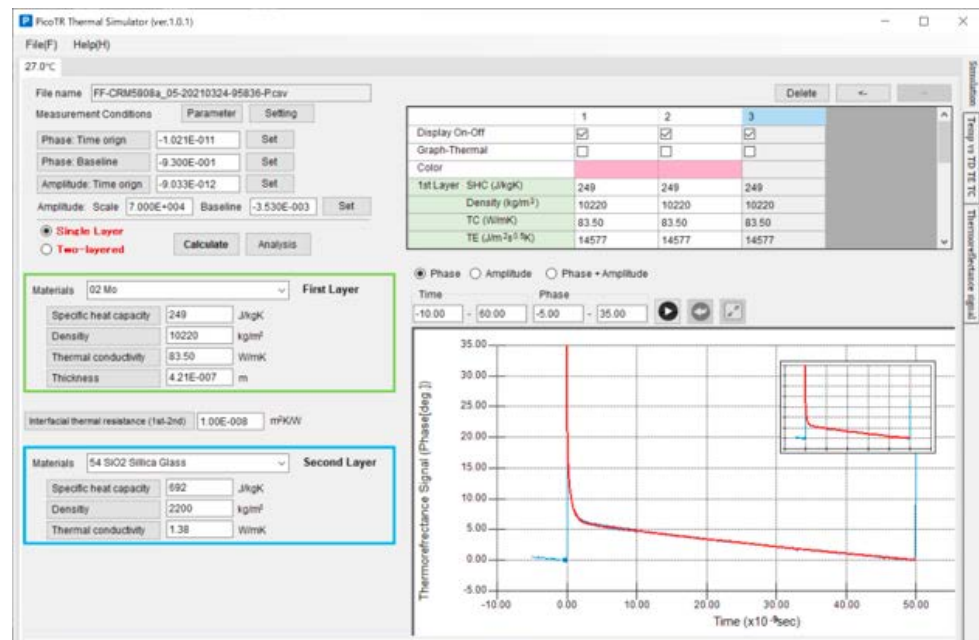 PicoTR Thermal Simulator (ver.1.0.1)
File(F) Help(H)
27.0°C
File name FF-CRM5808a_05-20210324-95836-P.csv
Measurement Conditions Parameter Setting
Phase: Time orign -1.021E-011 Set
Phase: Baseline -9.300E-001 Set
Amplitude: Time orign -9.033E-012 Set
Amplitude: Scale 7.000E+004 Baseline -3.530E-003 Set
Single Layer
Two-layered
Calculate Analysis
Materials 02 Mo First Layer
Specific heat capacity 249 J/kgK
Densitiy 10220 kg/m³
Thermal conductivity 83.50 W/mK
Thickness 4.21E-007 m
Interfacial thermal resistance (1st-2nd) 1.00E-008 m²K/W
Materials 54 SiO2 Sillica Glass Second Layer
Specific heat capacity 692 J/kgK
Densitiy 2200 kg/m³
Thermal conductivity 1.38 W/mK
Delete <-
1 2 3
Display On-Off
Graph-Thermal
Color
1st Layer SHC (J/kgK) 249 249 249
Density (kg/m³) 10220 10220 10220
TC (W/mK) 83.50 83.50 83.50
TE (J/m²s⁰·⁵K) 14577 14577 14577
Phase Amplitude Phase + Amplitude
Time Phase
-10.00 - 60.00 -5.00 - 35.00
Thermorefrectance Signal (Phase[deg.])
35.00
30.00
25.00
20.00
15.00
10.00
5.00
0.00
-5.00
-10.00 0.00 10.00 20.00 30.00 40.00 50.00
Time (x10⁻⁹sec)
Simulation
Temp vs TD TE TC
Thermoreflectance signal